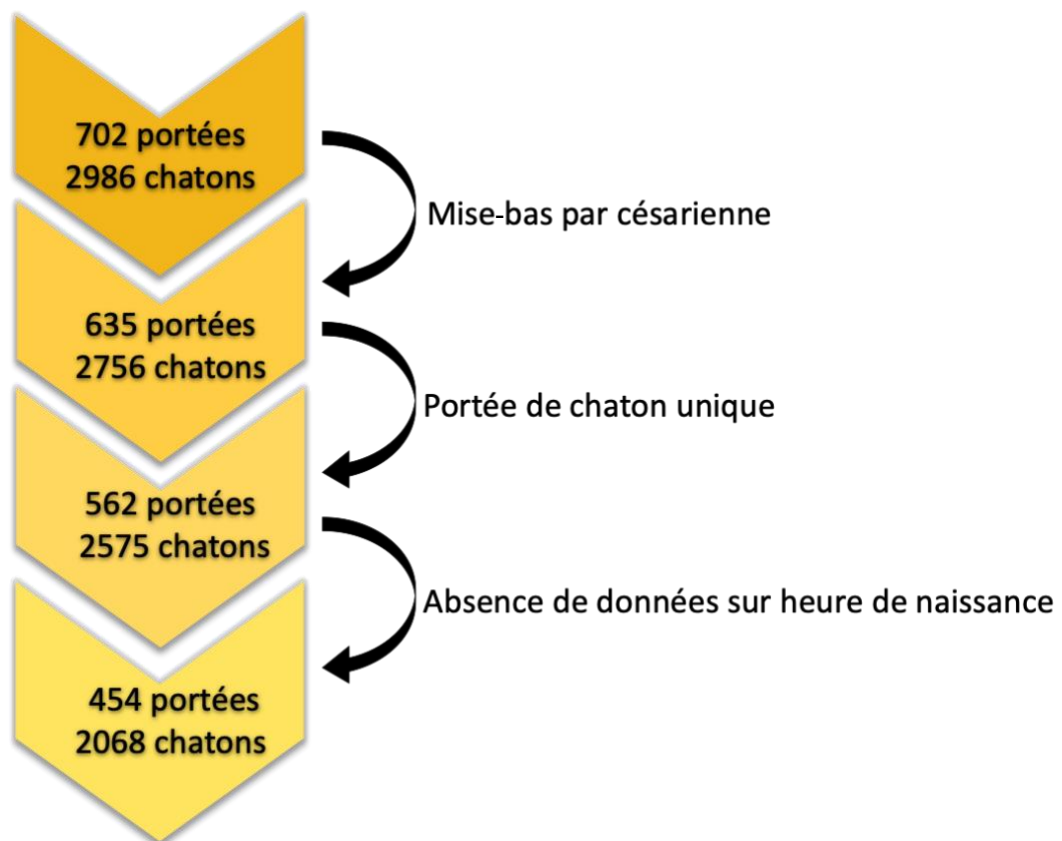 702 portées
2986 chatons
Mise-bas par césarienne
635 portées
2756 chatons
Portée de chaton unique
562 portées
2575 chatons
Absence de données sur heure de naissance
454 portées
2068 chatons